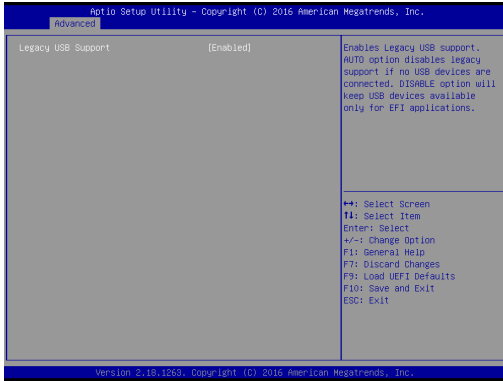 Aptio Setup Utility – Copyright (C) 2016 American Megatrends, Inc.
Advanced
Legacy USB Support [Enabled]
Enables Legacy USB support.
AUTO option disables legacy
support if no USB devices are
connected. DISABLE option will
keep USB devices available
only for EFI applications.
↔: Select Screen
↑↓: Select Item
Enter: Select
+/-: Change Option
F1: General Help
F7: Discard Changes
F9: Load UEFI Defaults
F10: Save and Exit
ESC: Exit
Version 2.18.1263. Copyright (C) 2016 American Megatrends, Inc.